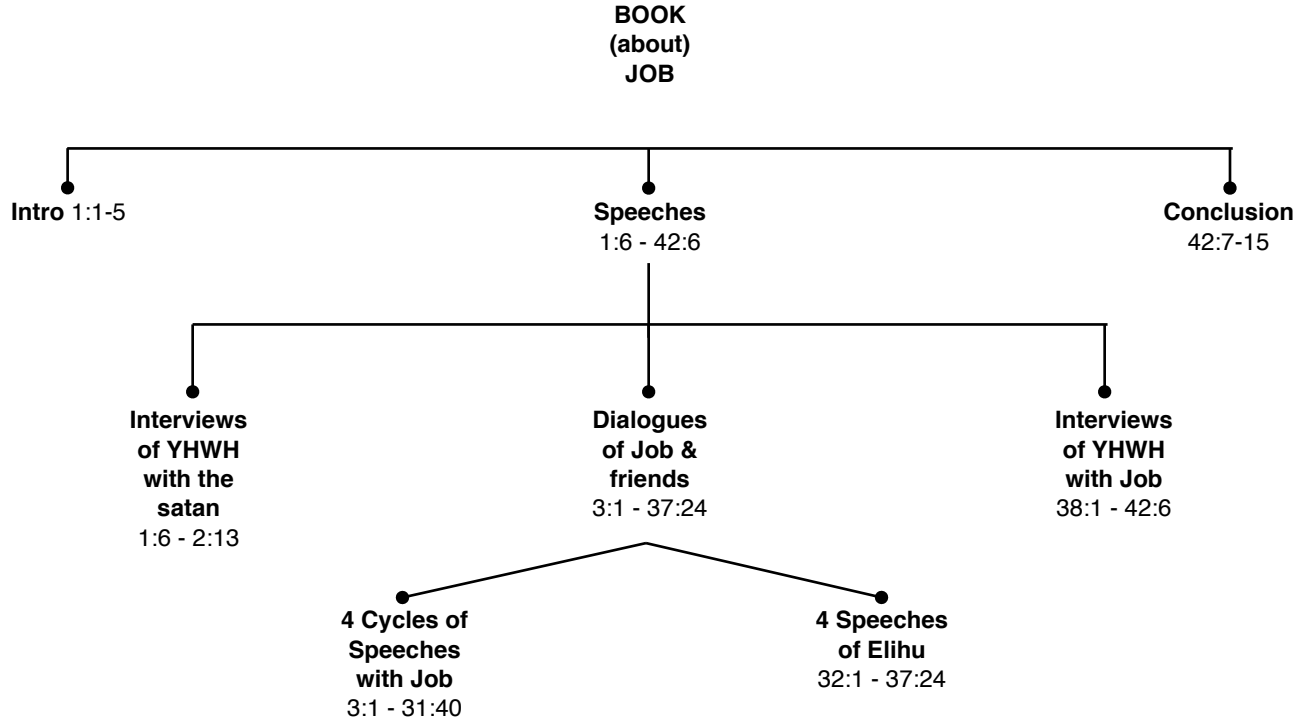 BOOK
(about)
JOB
Intro 1:1-5
Speeches
1:6 - 42:6
Conclusion
42:7-15
Interviews
of YHWH
with the
satan
1:6 - 2:13
Dialogues
of Job &
friends
3:1 - 37:24
Interviews
of YHWH
with Job
38:1 - 42:6
4 Cycles of
Speeches
with Job
3:1 - 31:40
4 Speeches
of Elihu
32:1 - 37:24